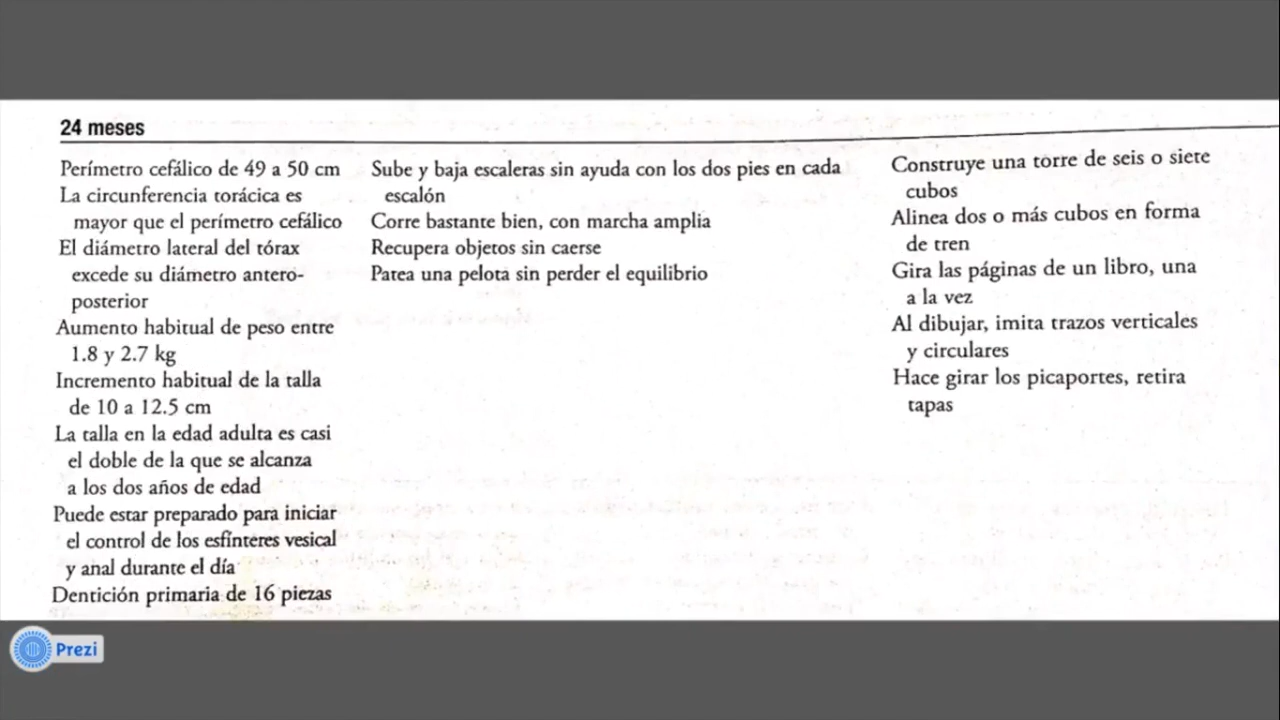 24 meses
Perímetro cefálico de 49 a 50 cm
La circunferencia torácica es
mayor que el perímetro cefálico
El diámetro lateral del tórax
excede su diámetro antero-
posterior
Aumento habitual de peso entre
1.8 y 2.7 kg
Incremento habitual de la talla
de 10 a 12.5 cm
La talla en la edad adulta es casi
el doble de la que se alcanza
a los dos años de edad
Puede estar preparado para iniciar
el control de los esfínteres vesical
y anal durante el día
Dentición primaria de 16 piezas
Sube y baja escaleras sin ayuda con los dos pies en cada
escalón
Corre bastante bien, con marcha amplia
Recupera objetos sin caerse
Patea una pelota sin perder el equilibrio
Construye una torre de seis o siete
cubos
Alinea dos o más cubos en forma
de tren
Gira las páginas de un libro, una
a la vez
Al dibujar, imita trazos verticales
y circulares
Hace girar los picaportes, retira
tapas
Prezi